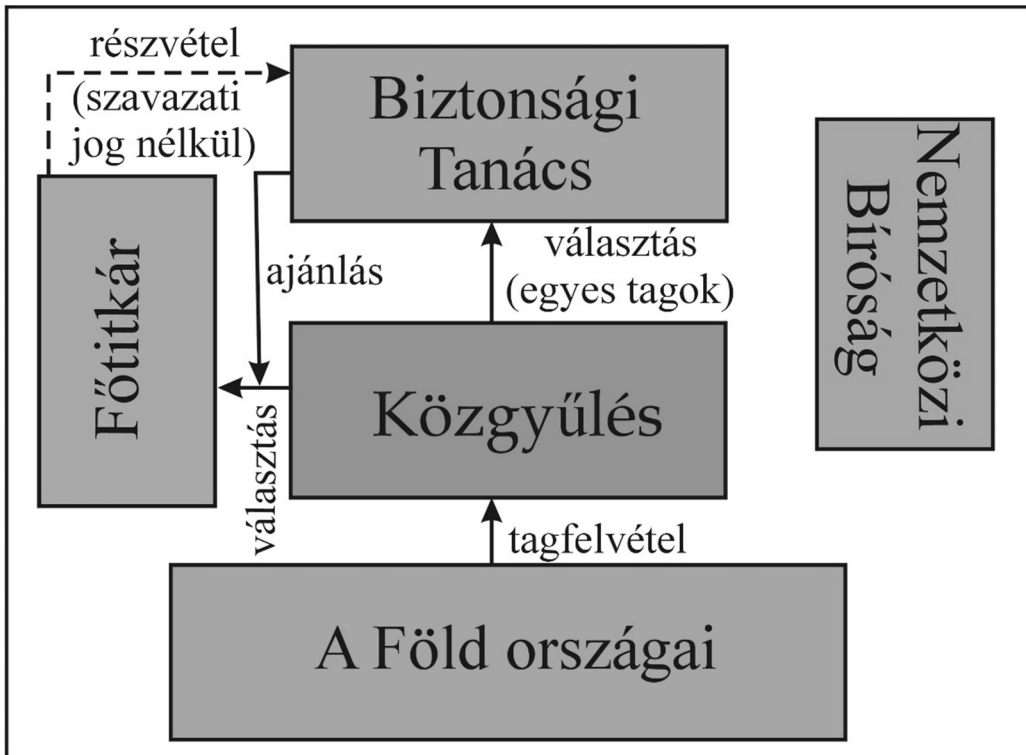 részvétel
(szavazati
jog nélkül)
Biztonsági
Tanács
Nemzetközi
Bíróság
Főtitkár
ajánlás
választás
(egyes tagok)
Közgyűlés
választás
tagfelvétel
A Föld országai